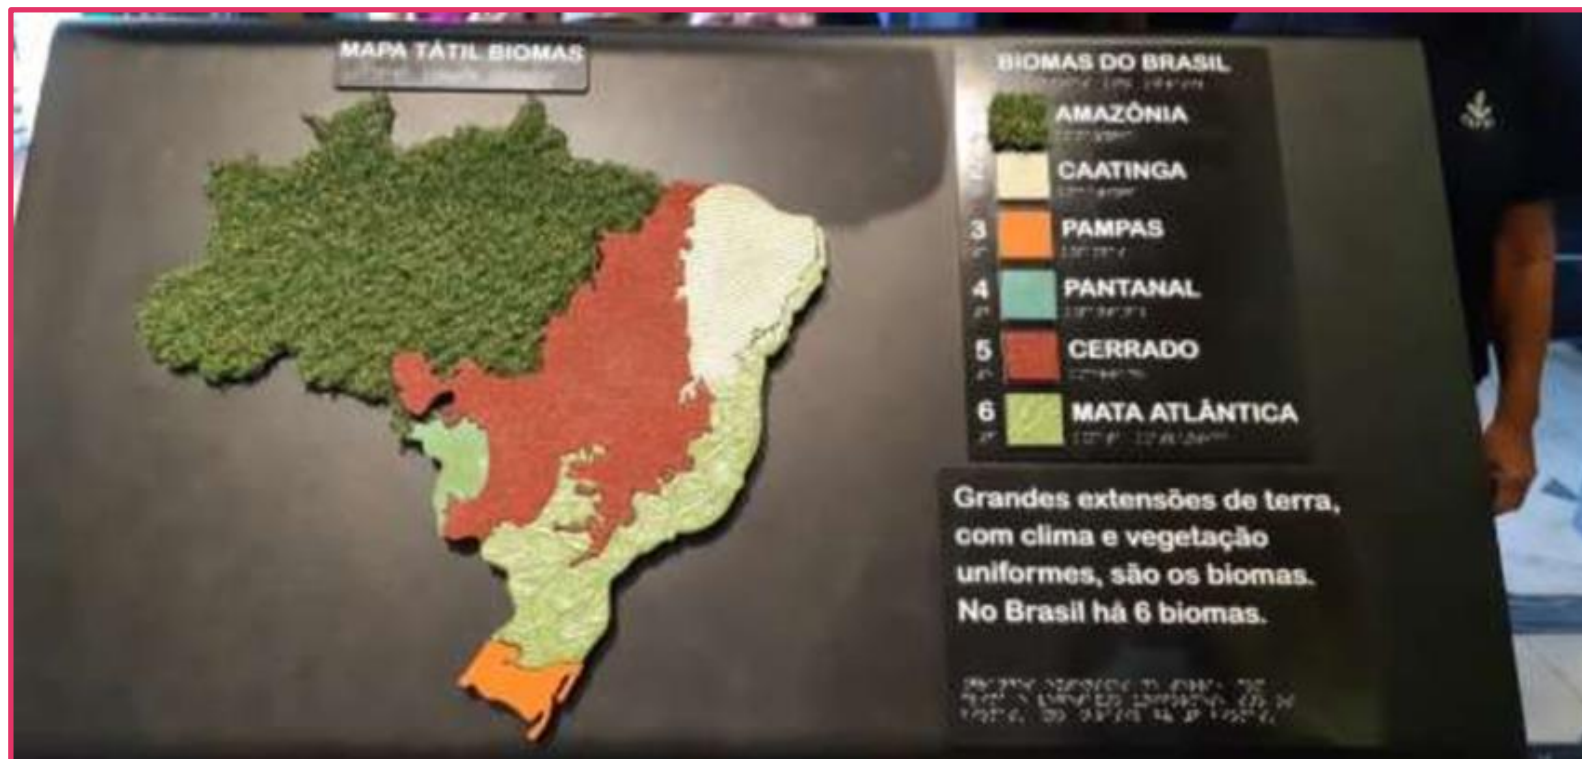 MAPA TÁTIL BIOMAS
BIOMAS DO BRASIL
AMAZÔNIA
CAATINGA
3 PAMPAS
4 PANTANAL
5 CERRADO
6 MATA ATLÂNTICA
Grandes extensões de terra,
com clima e vegetação
uniformes, são os biomas.
No Brasil há 6 biomas.